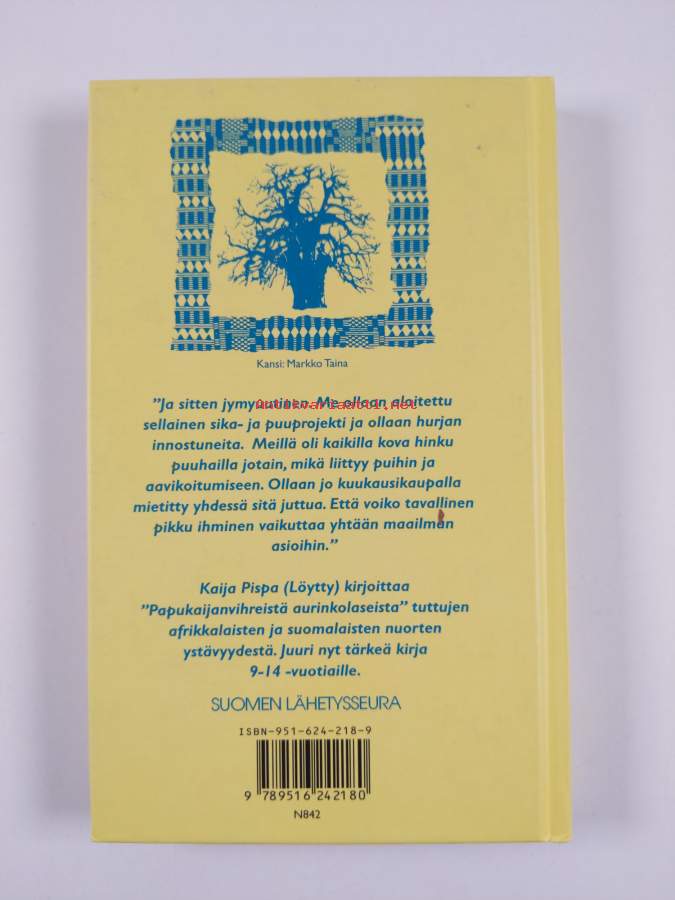 Kansi: Markko Taina
”Ja sitten jymyuutinen. Me ollaan aloitettu
Antikvariaatti.net
sellainen sika- ja puuprojekti ja ollaan hurjan
innostuneita. Meillä oli kaikilla kova hinku
puuhailla jotain, mikä liittyy puihin ja
aavikoitumiseen. Ollaan jo kuukausikaupalla
mietitty yhdessä sitä juttua. Että voiko tavallinen
pikku ihminen vaikuttaa yhtään maailman
asioihin.”
Kaija Pispa (Löytty) kirjoittaa
”Papukaijanvihreistä aurinkolaseista” tuttujen
afrikkalaisten ja suomalaisten nuorten
ystävyydestä. Juuri nyt tärkeä kirja
9-14 -vuotiaille.
SUOMEN LÄHETYSSEURA
ISBN-951-624-218-9
9 789516 242180
N842